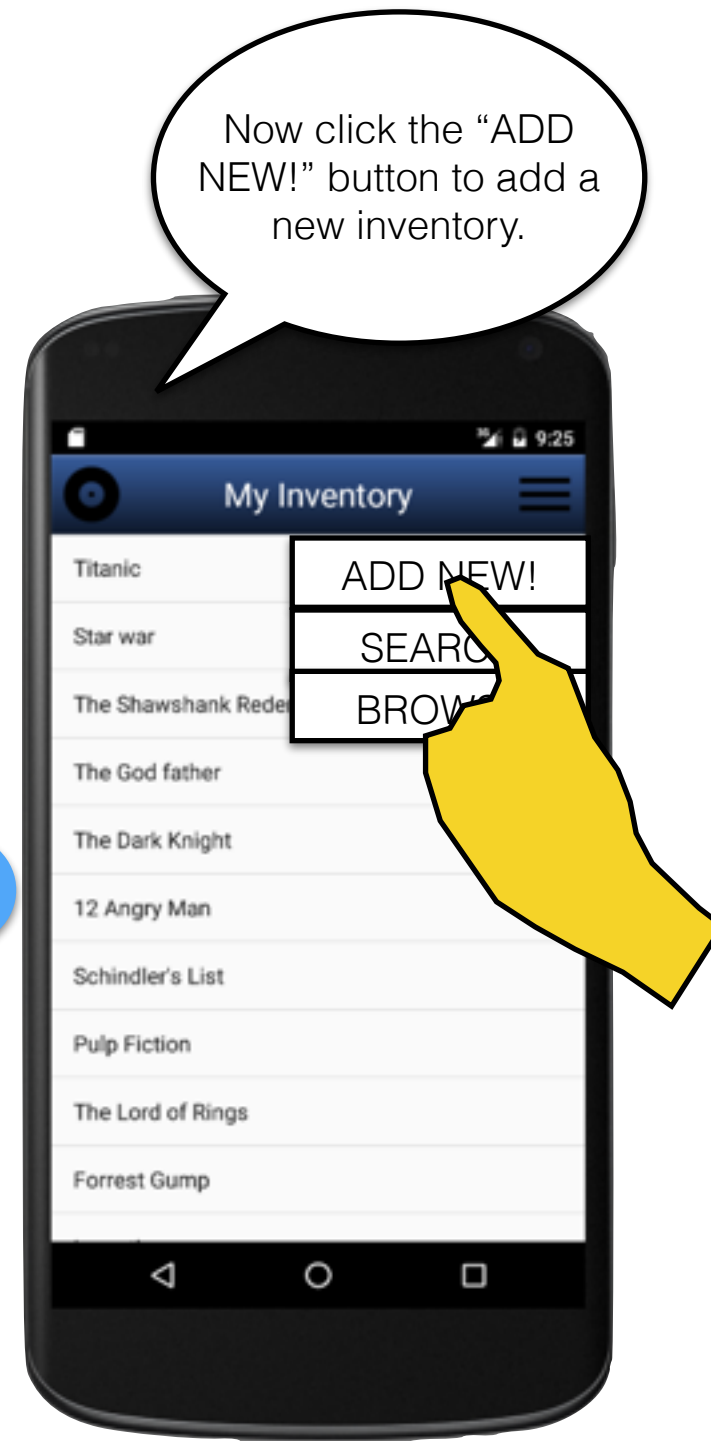 Now click the “ADD
NEW!” button to add a
new inventory.
3G 9:25
My Inventory
Titanic
ADD NEW!
Star war
The Shawshank
The God father
The Dark Knight
12 Angry Man
Schindler's List
Pulp Fiction
The Lord of Rings
Forrest Gump